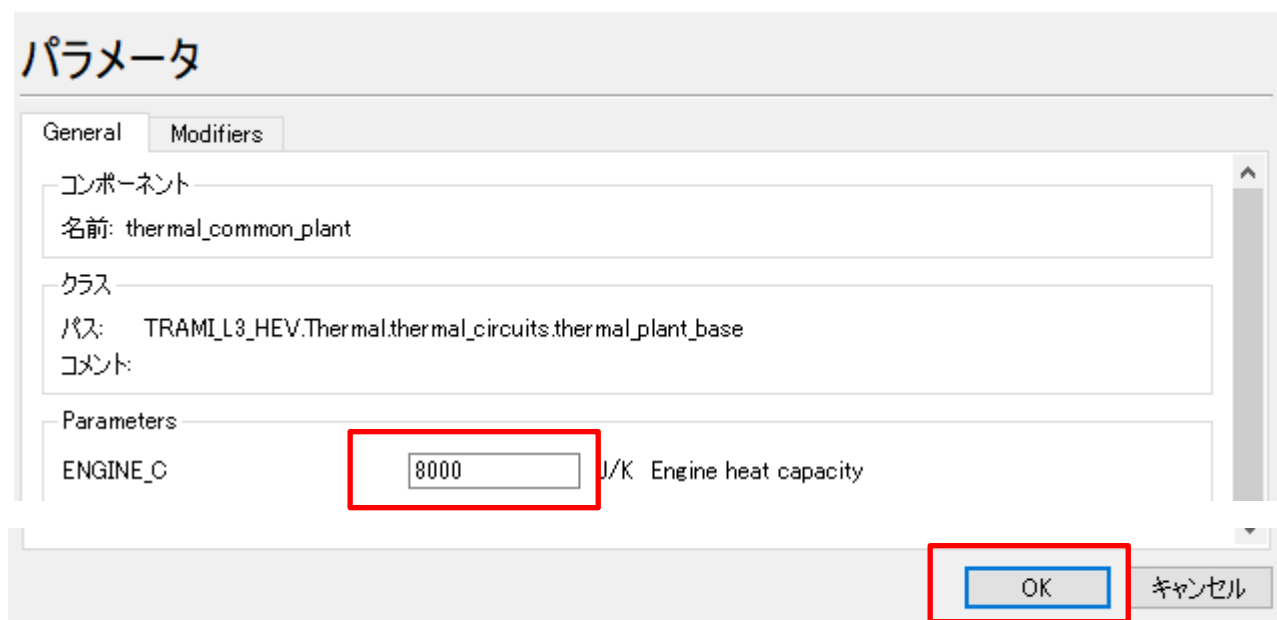 パラメータ
General Modifiers
コンポーネント
名前: thermal_common_plant
クラス
パス: TRAMI_L3_HEV.Thermal.thermal_circuits.thermal_plant_base
コメント:
Parameters
ENGINE_C 8000 J/K Engine heat capacity
OK キャンセル